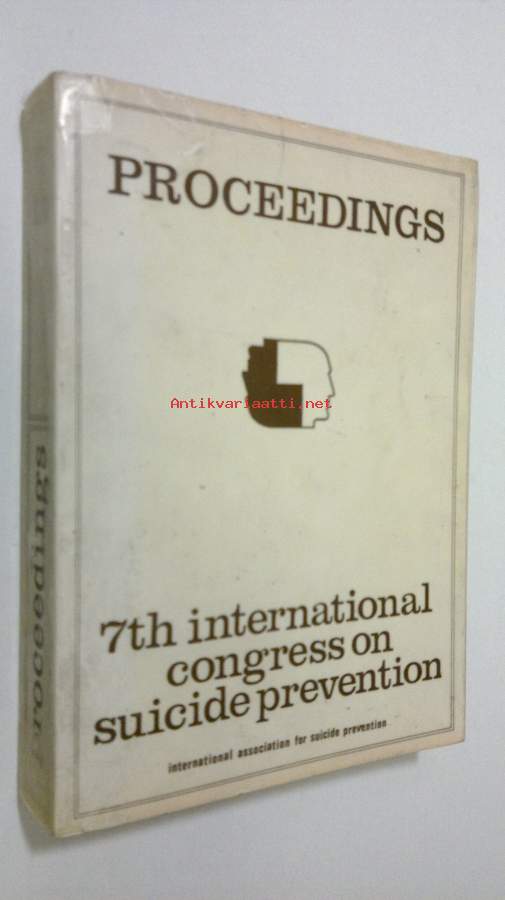 PROCEEDINGS
Antikvariaatti.net
7th international
congress on
suicide prevention
international association for suicide prevention
proceedings